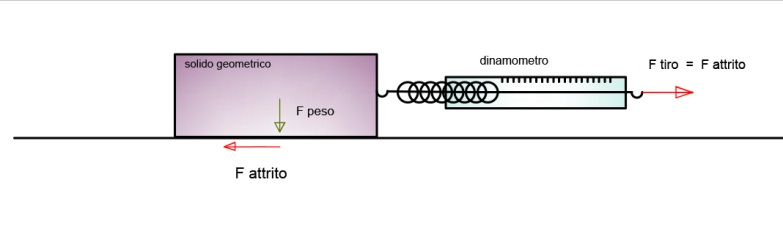 solido geometrico
dinamometro
F tiro = F attrito
F peso
F attrito